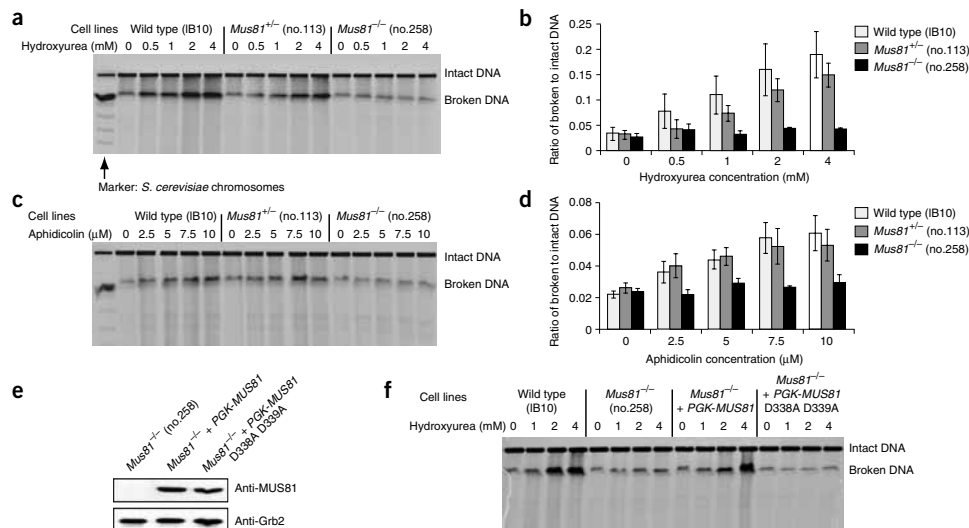 a
Cell lines Wild type (IB10) Mus81+/– (no.113) Mus81–/– (no.258)
Hydroxyurea (mM) 0 0.5 1 2 4 0 0.5 1 2 4 0 0.5 1 2 4
Intact DNA
Broken DNA
Marker: S. cerevisiae chromosomes
b
Ratio of broken to intact DNA
0.20
0.15
0.1
0.05
0
0 0.5 1 2 4
Hydroxyurea concentration (mM)
Wild type (IB10)
Mus81+/– (no.113)
Mus81–/– (no.258)
c
Cell lines Wild type (IB10) Mus81+/– (no.113) Mus81–/– (no.258)
Aphidicolin (μM) 0 2.5 5 7.5 10 0 2.5 5 7.5 10 0 2.5 5 7.5 10
Intact DNA
Broken DNA
d
Ratio of broken to intact DNA
0.08
0.06
0.04
0.02
0
0 2.5 5 7.5 10
Aphidicolin concentration (μM)
Wild type (IB10)
Mus81+/– (no.113)
Mus81–/– (no.258)
e
Mus81–/– (no.258)
Mus81–/– + PGK-MUS81
Mus81–/– + PGK-MUS81
D338A D339A
Anti-MUS81
Anti-Grb2
f
Cell lines
Wild type
(IB10)
Mus81–/–
(no.258)
Mus81–/–
+ PGK-MUS81
Mus81–/–
+ PGK-MUS81
D338A D339A
Hydroxyurea (mM) 0 1 2 4 0 1 2 4 0 1 2 4 0 1 2 4
Intact DNA
Broken DNA